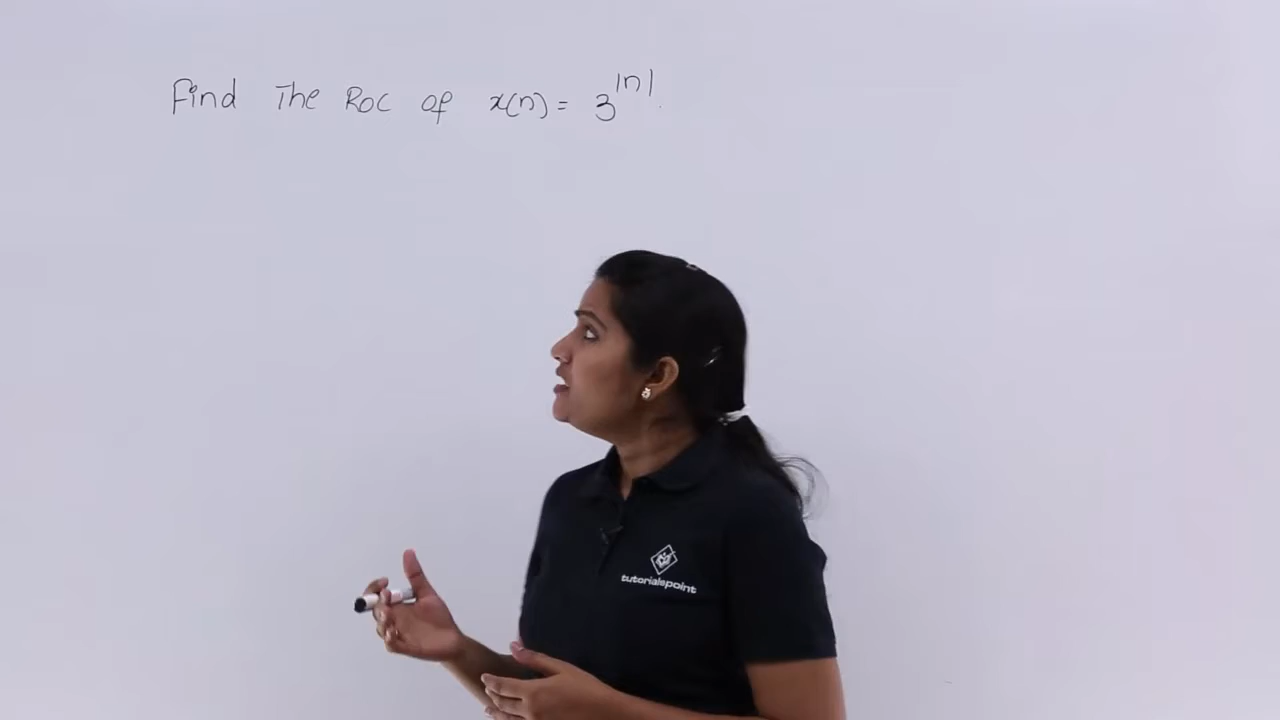 Find The ROC of x(n) = 3^|n|.
tutorialspoint